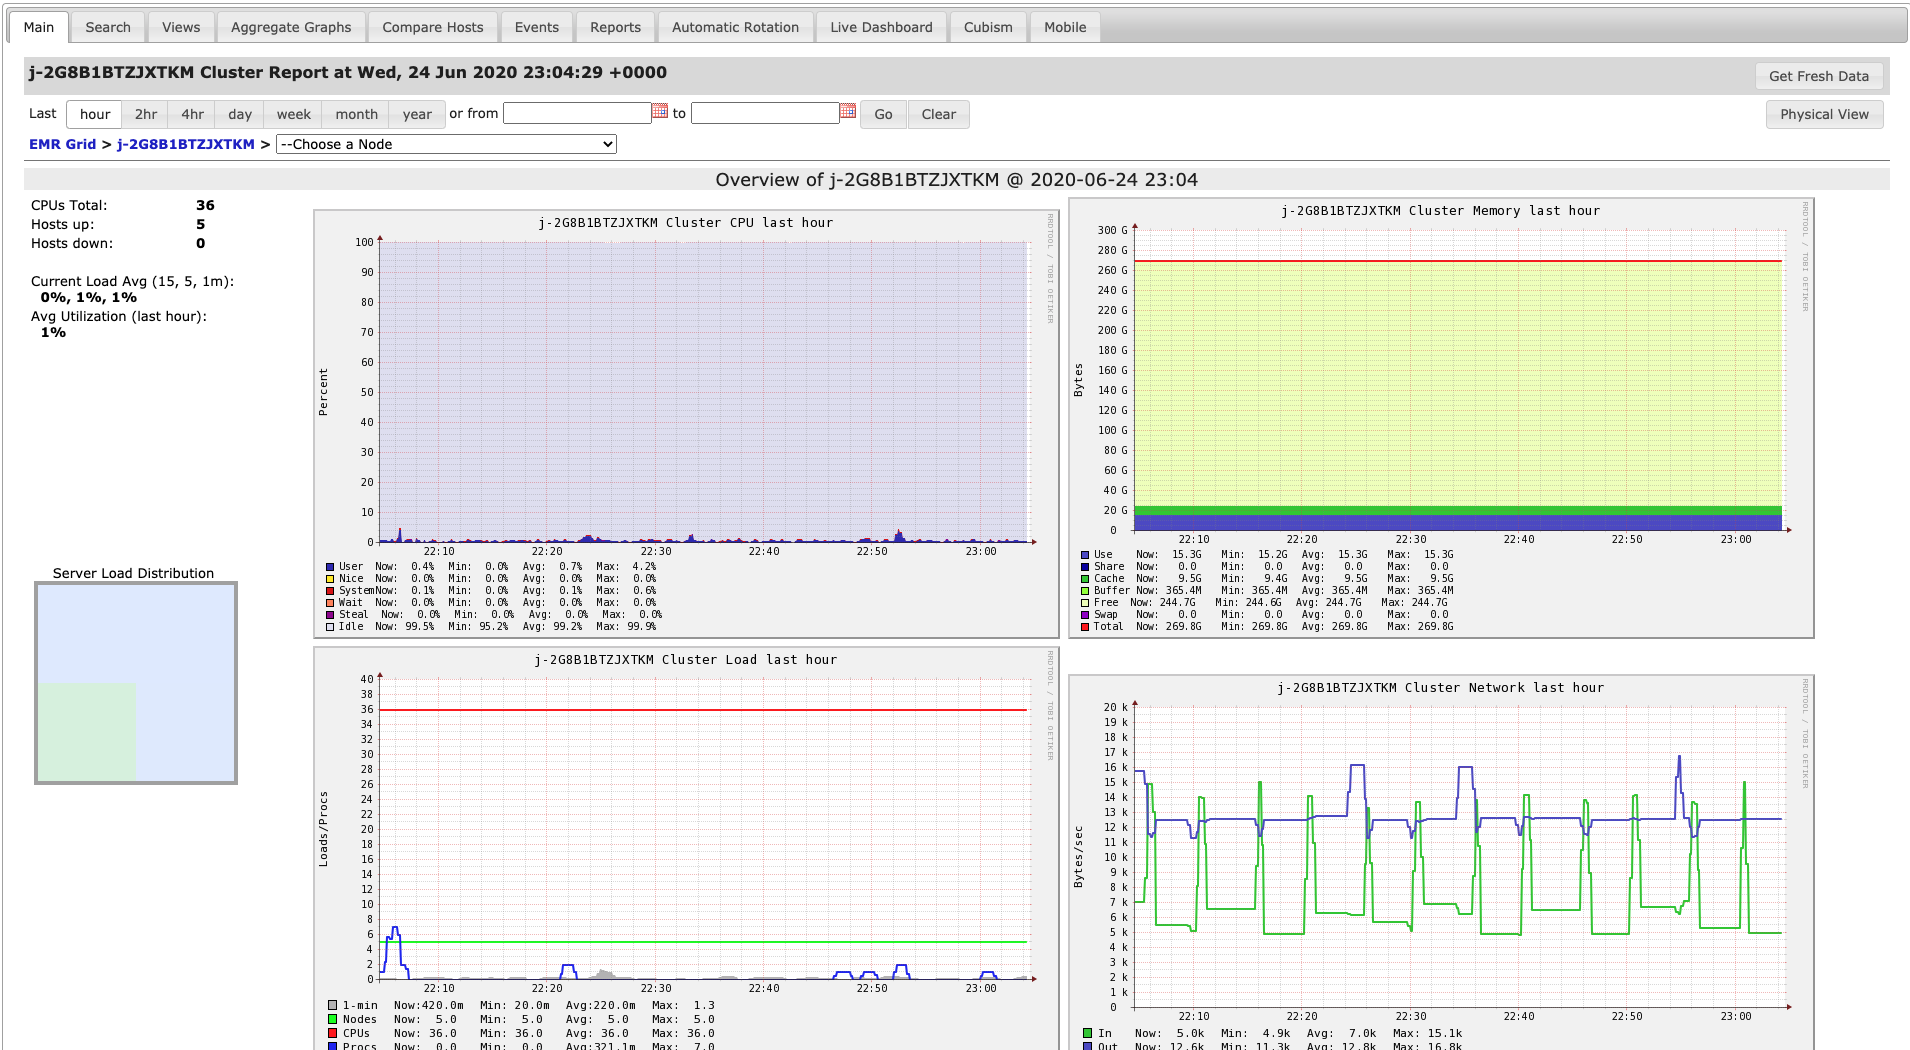 Main Search Views Aggregate Graphs Compare Hosts Events Reports Automatic Rotation Live Dashboard Cubism Mobile
j-2G8B1BTZJXTKM Cluster Report at Wed, 24 Jun 2020 23:04:29 +0000
Get Fresh Data
Last hour 2hr 4hr day week month year or from to Go Clear
Physical View
EMR Grid > j-2G8B1BTZJXTKM > --Choose a Node
Overview of j-2G8B1BTZJXTKM @ 2020-06-24 23:04
CPUs Total: 36
Hosts up: 5
Hosts down: 0
Current Load Avg (15, 5, 1m):
0%, 1%, 1%
Avg Utilization (last hour):
1%
Server Load Distribution
j-2G8B1BTZJXTKM Cluster CPU last hour
RRDTOOL / TOBI OETIKER
Percent
100
90
80
70
60
50
40
30
20
10
0
22:10 22:20 22:30 22:40 22:50 23:00
User Now: 0.4% Min: 0.0% Avg: 0.7% Max: 4.2%
Nice Now: 0.0% Min: 0.0% Avg: 0.0% Max: 0.0%
System Now: 0.1% Min: 0.0% Avg: 0.1% Max: 0.6%
Wait Now: 0.0% Min: 0.0% Avg: 0.0% Max: 0.0%
Steal Now: 0.0% Min: 0.0% Avg: 0.0% Max: 0.0%
Idle Now: 99.5% Min: 95.2% Avg: 99.2% Max: 99.9%
j-2G8B1BTZJXTKM Cluster Memory last hour
RRDTOOL / TOBI OETIKER
Bytes
300 G
280 G
260 G
240 G
220 G
200 G
180 G
160 G
140 G
120 G
100 G
80 G
60 G
40 G
20 G
0
22:10 22:20 22:30 22:40 22:50 23:00
Use Now: 15.3G Min: 15.2G Avg: 15.3G Max: 15.3G
Share Now: 0.0 Min: 0.0 Avg: 0.0 Max: 0.0
Cache Now: 9.5G Min: 9.4G Avg: 9.5G Max: 9.5G
Buffer Now: 365.4M Min: 365.4M Avg: 365.4M Max: 365.4M
Free Now: 244.7G Min: 244.6G Avg: 244.7G Max: 244.7G
Swap Now: 0.0 Min: 0.0 Avg: 0.0 Max: 0.0
Total Now: 269.8G Min: 269.8G Avg: 269.8G Max: 269.8G
j-2G8B1BTZJXTKM Cluster Load last hour
RRDTOOL / TOBI OETIKER
Loads/Procs
40
38
36
34
32
30
28
26
24
22
20
18
16
14
12
10
8
6
4
2
0
22:10 22:20 22:30 22:40 22:50 23:00
1-min Now:420.0m Min: 20.0m Avg:220.0m Max: 1.3
Nodes Now: 5.0 Min: 5.0 Avg: 5.0 Max: 5.0
CPUs Now: 36.0 Min: 36.0 Avg: 36.0 Max: 36.0
Procs Now: 0.0 Min: 0.0 Avg:321.1m Max: 7.0
j-2G8B1BTZJXTKM Cluster Network last hour
RRDTOOL / TOBI OETIKER
Bytes/sec
20 k
19 k
18 k
17 k
16 k
15 k
14 k
13 k
12 k
11 k
10 k
9 k
8 k
7 k
6 k
5 k
4 k
3 k
2 k
1 k
0
22:10 22:20 22:30 22:40 22:50 23:00
In Now: 5.0k Min: 4.9k Avg: 7.0k Max: 15.1k
Out Now: 12.6k Min: 11.3k Avg: 12.8k Max: 16.8k